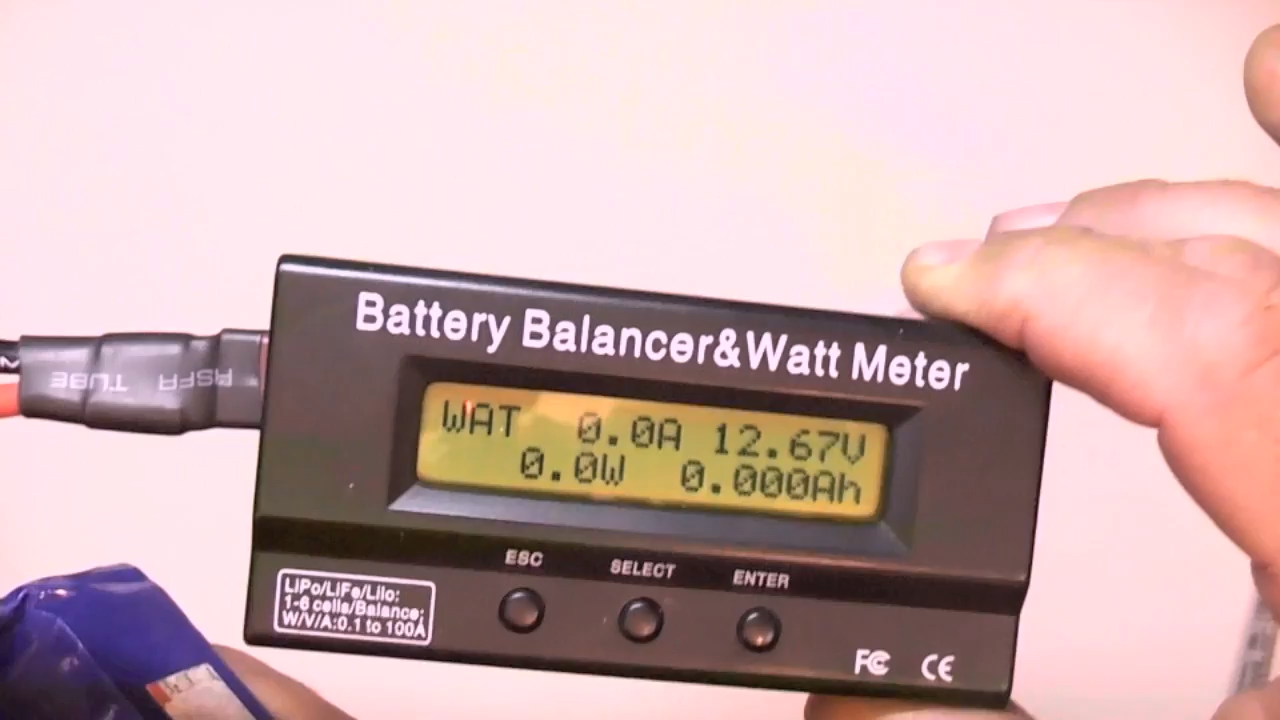 Battery Balancer&Watt Meter
WAT 0.0A 12.67V
0.0W 0.000Ah
ESC SELECT ENTER
LiPo/LiFe/LiIo:
1-6 cells/Balance;
W/V/A:0.1 to 100A
FC CE
ASFR TUBE